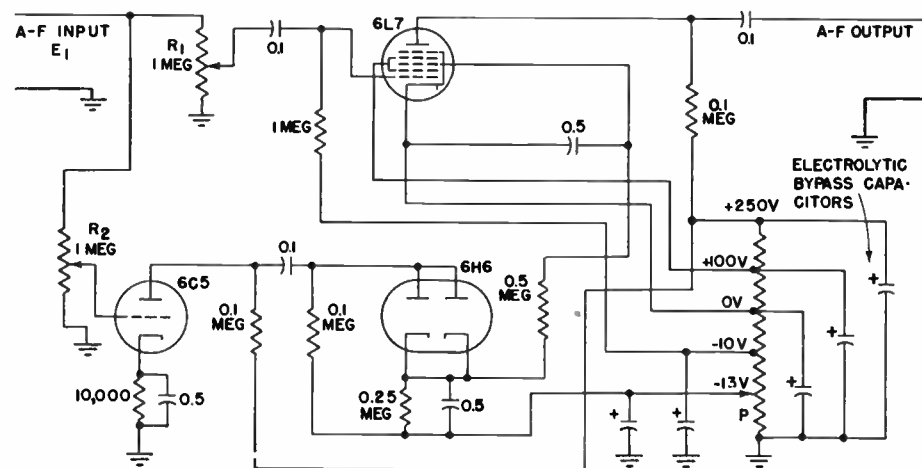 A-F INPUT
E1
R1
1 MEG
0.1
6L7
0.1
A-F OUTPUT
1 MEG
0.5
0.1
MEG
ELECTROLYTIC
BYPASS CAPA-
CITORS
R2
1 MEG
6C5
0.1
6H6
0.5
MEG
+250V
+100V
0V
-10V
-13V
P
0.1
MEG
0.1
MEG
10,000
0.5
0.25
MEG
0.5
+
+
+
+
+